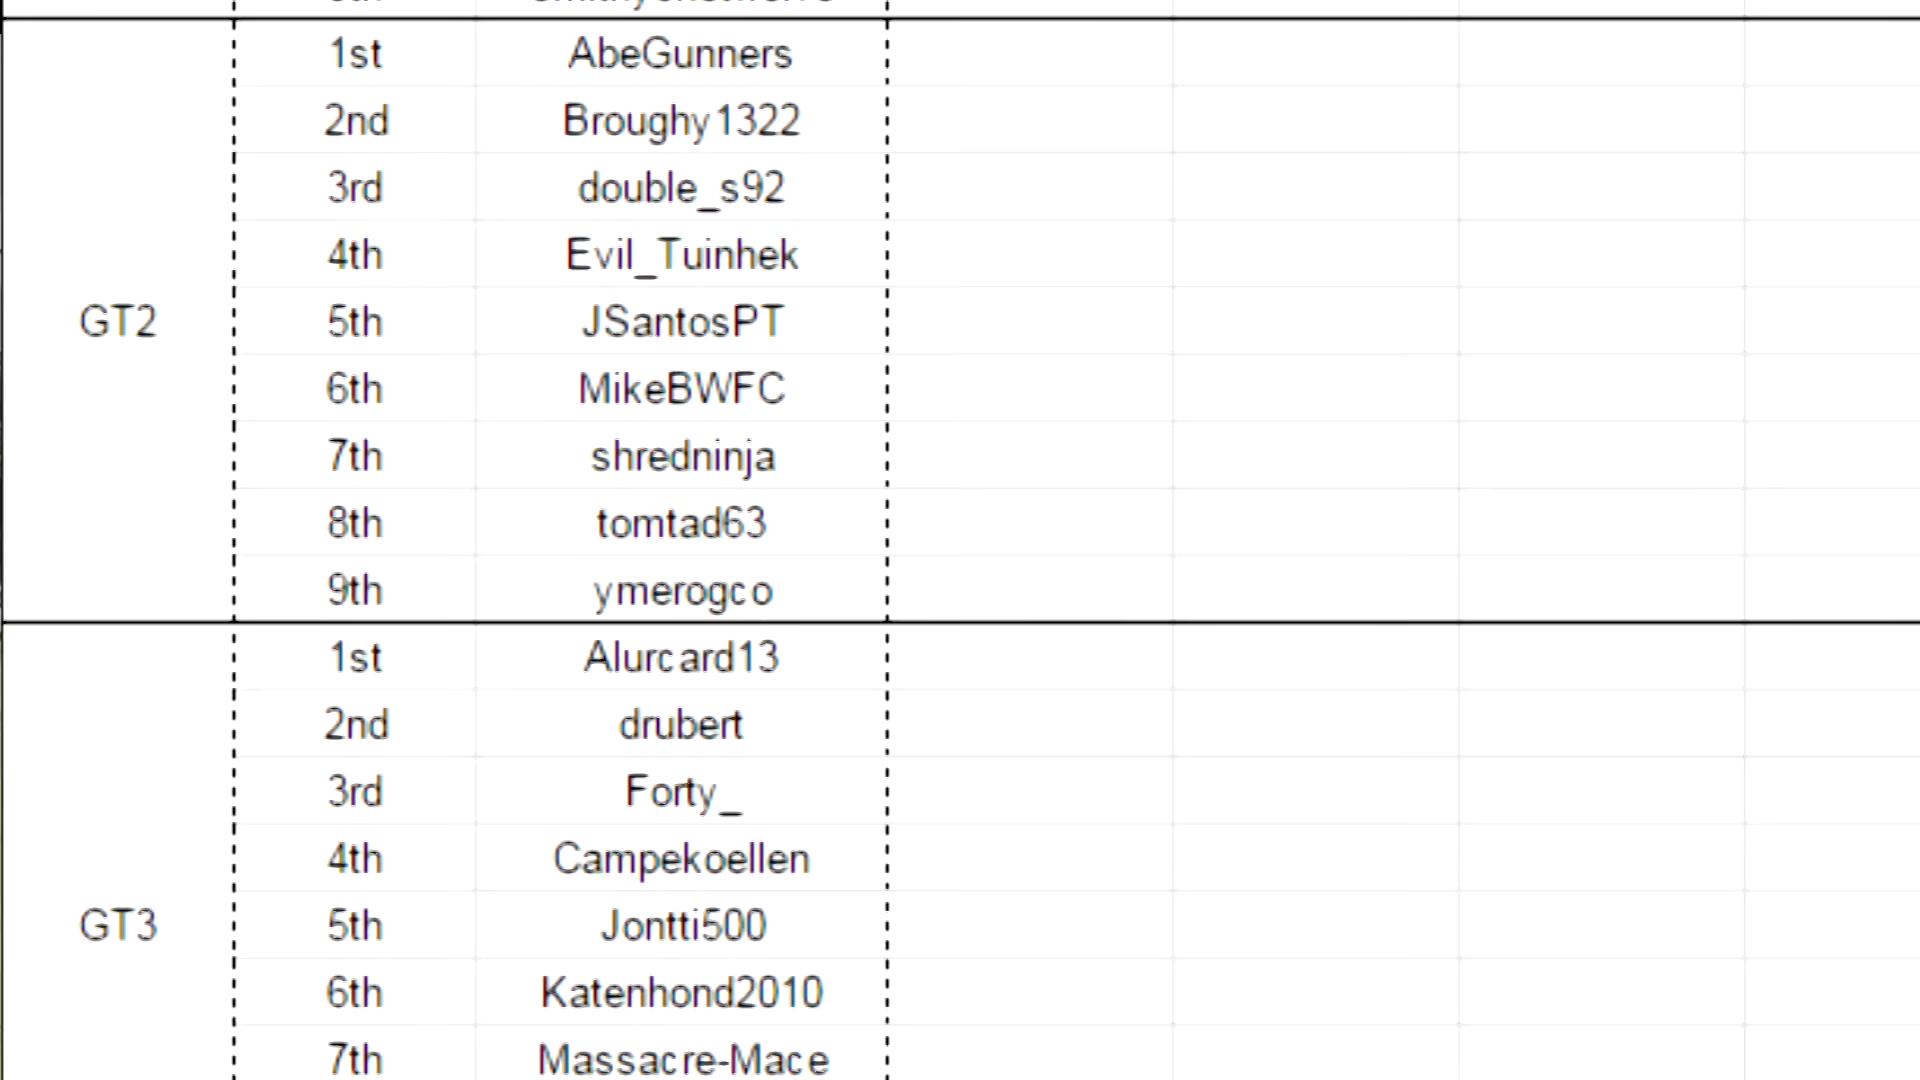 1st AbeGunners
2nd Broughy1322
3rd double_s92
4th Evil_Tuinhek
GT2 5th JSantosPT
6th MikeBWFC
7th shredninja
8th tomtad63
9th ymerogco
1st Alurcard13
2nd drubert
3rd Forty_
4th Campekoellen
GT3 5th Jontti500
6th Katenhond2010
7th Massacre-Mace